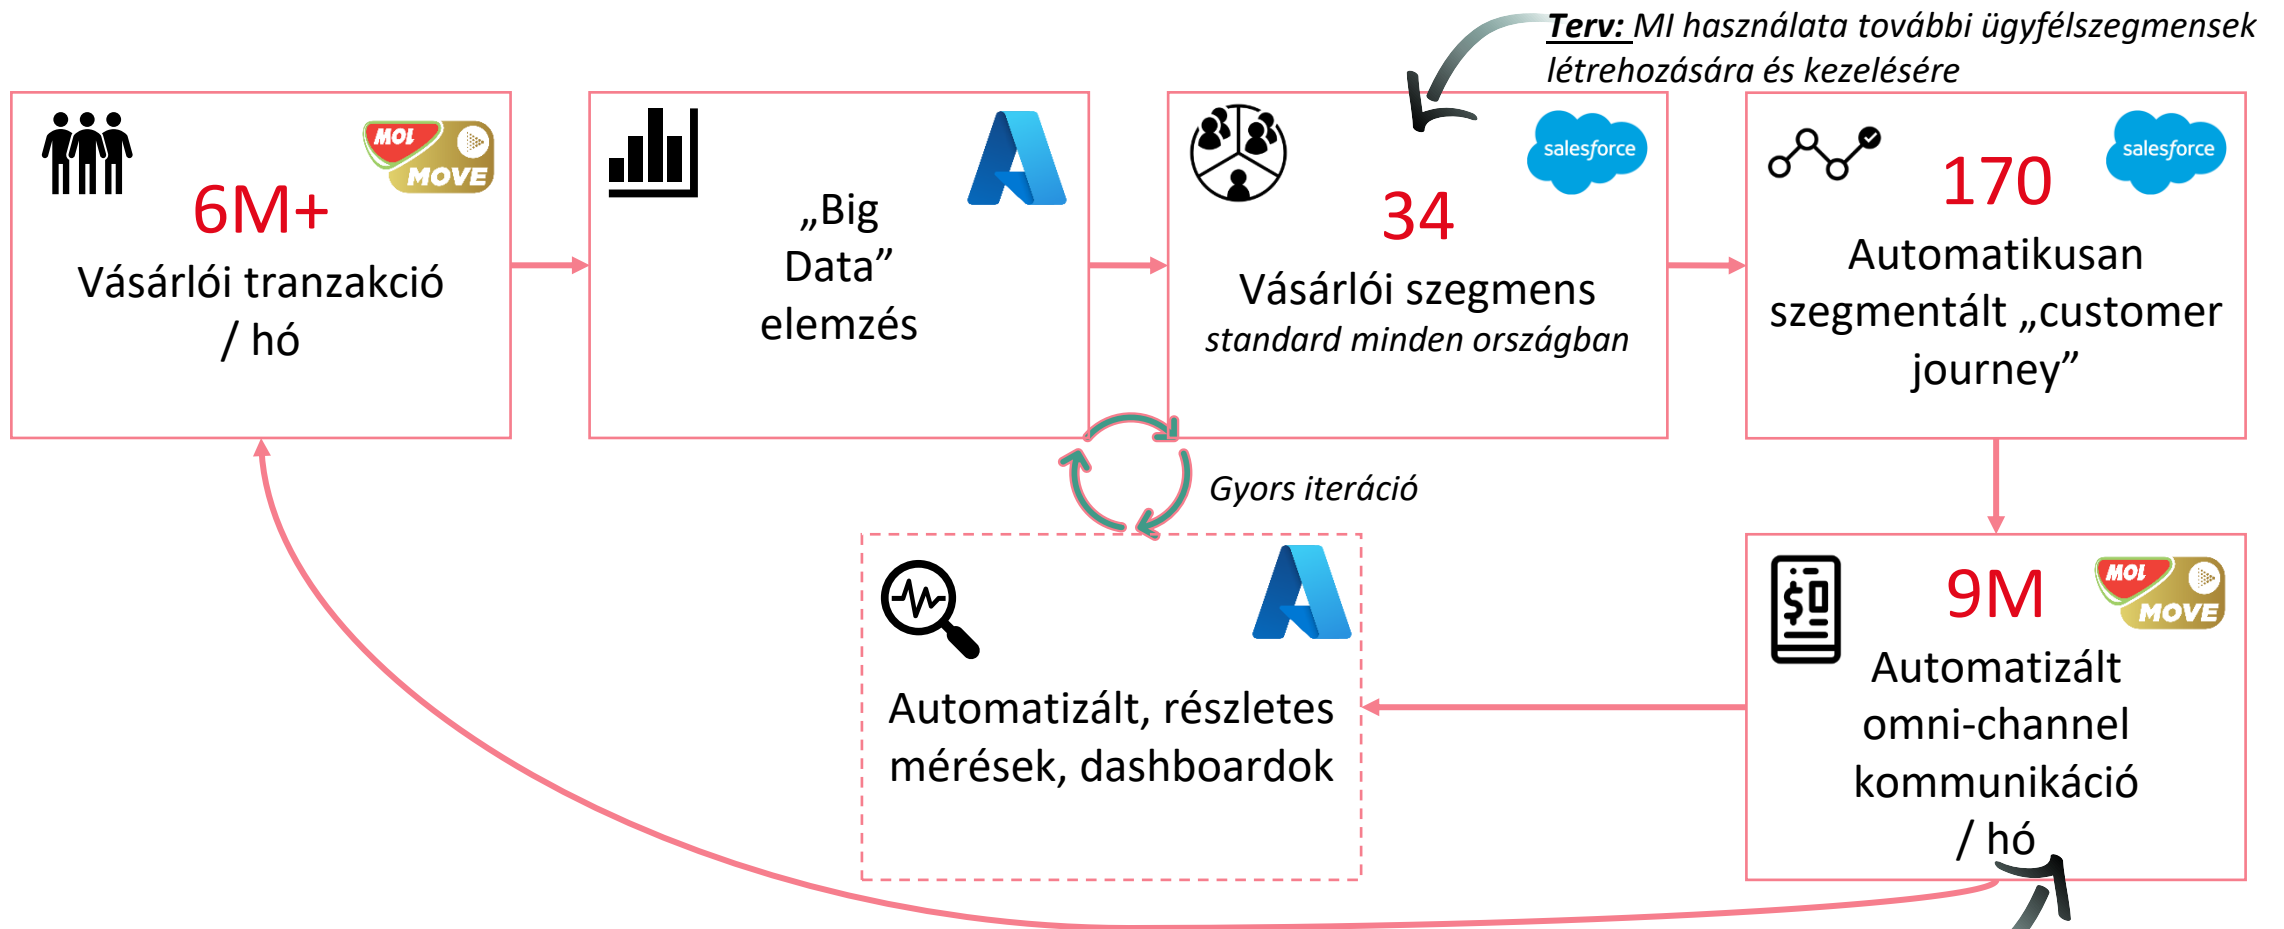 Terv: MI használata további ügyfélszegmensek
létrehozására és kezelésére
MOL
MOVE
6M+
Vásárlói tranzakció
/ hó
„Big
Data”
elemzés
salesforce
34
Vásárlói szegmens
standard minden országban
salesforce
170
Automatikusan
szegmentált „customer
journey”
Gyors iteráció
Automatizált, részletes
mérések, dashboardok
$
MOL
MOVE
9M
Automatizált
omni-channel
kommunikáció
/ hó